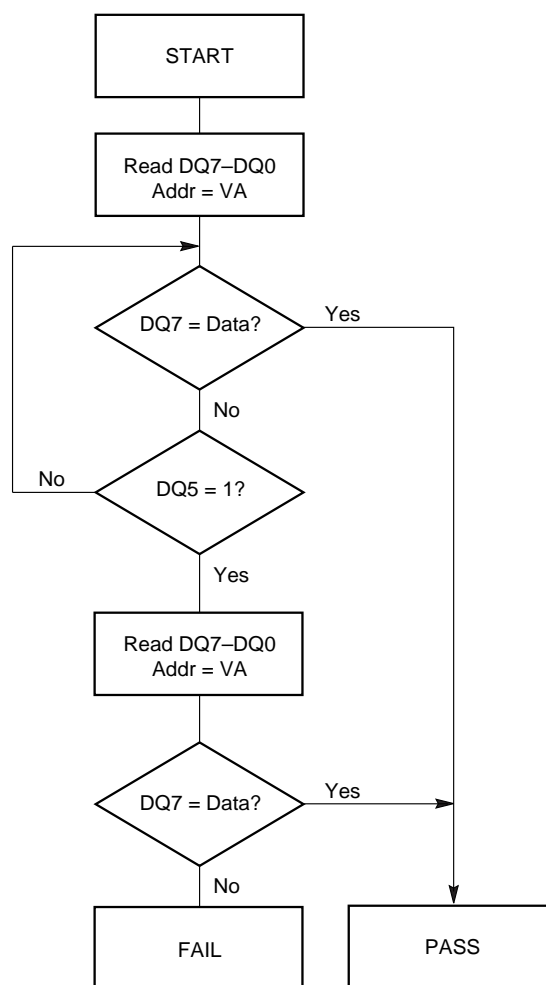 START
Read DQ7–DQ0
Addr = VA
DQ7 = Data?
Yes
No
No
DQ5 = 1?
Yes
Read DQ7–DQ0
Addr = VA
DQ7 = Data?
Yes
No
FAIL
PASS